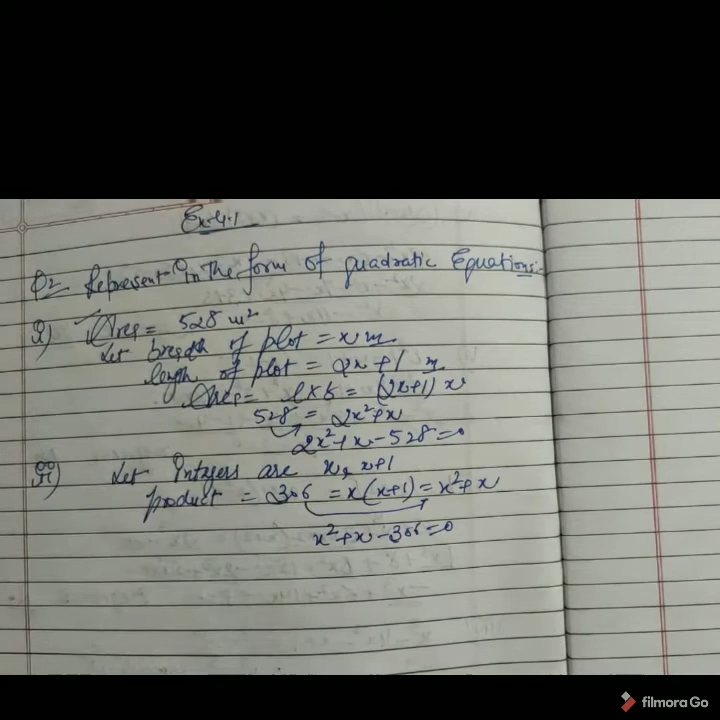 Ex-4.1
Q2 Represent in the form of quadratic Equations:-
i) Area = 528 m²
Let breadth of plot = x m
length of plot = 2x + 1 m
Area = l x b = (2x+1) x
528 = 2x²+x
2x²+x-528=0
ii) Let Integers are x, x+1
product = 306 = x(x+1) = x²+x
x²+x-306=0
filmora Go